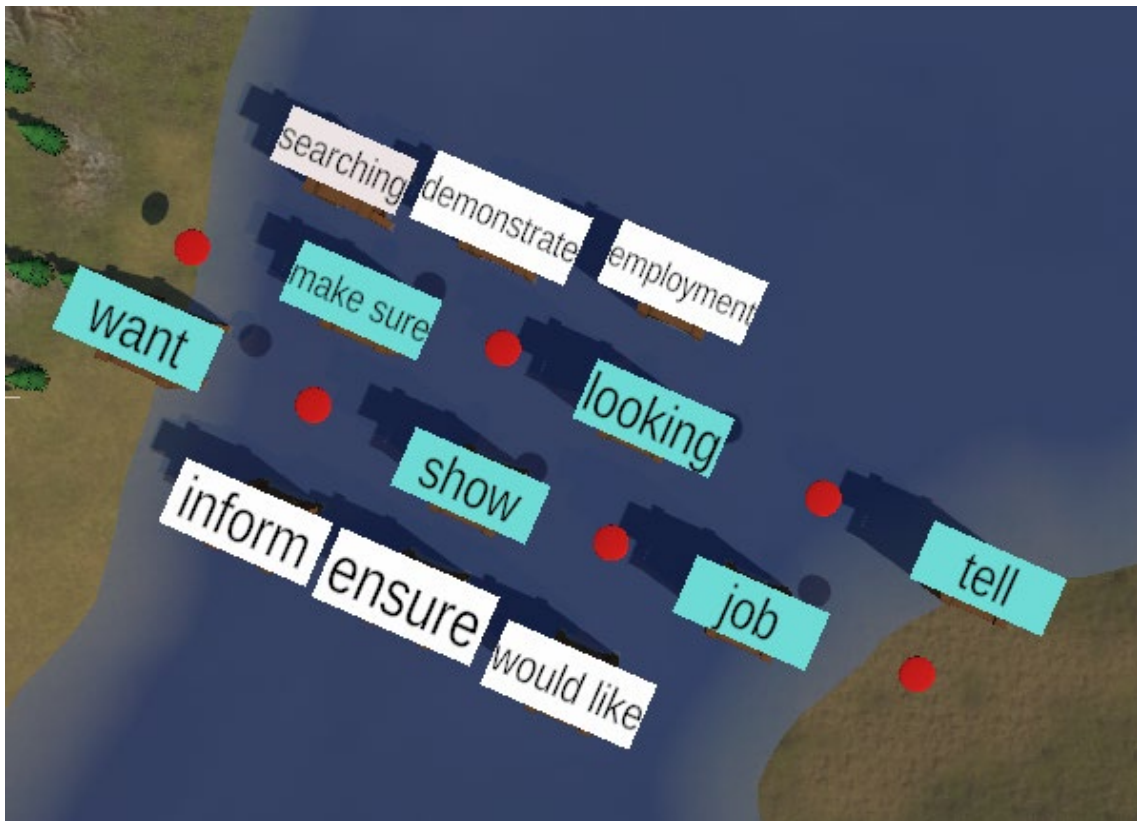 searching
demonstrate
employment
make sure
want
looking
show
inform
ensure
would like
job
tell